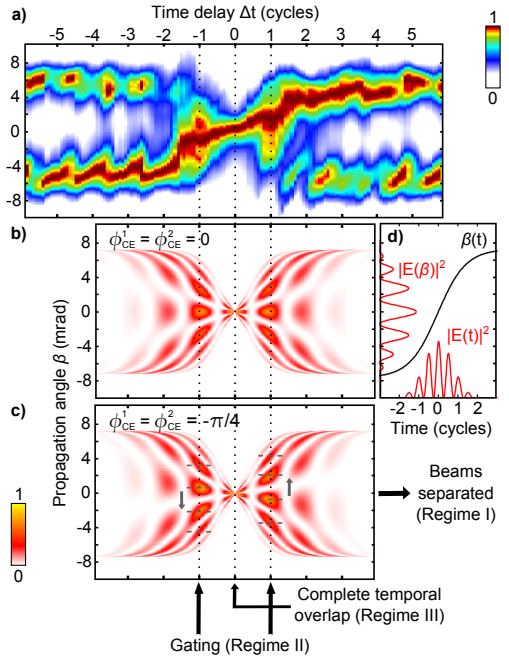 Time delay Δt (cycles)
a)
-5 -4 -3 -2 -1 0 1 2 3 4 5
8
4
0
-4
-8
1
0
b)
ϕ¹CE = ϕ²CE = 0
8
4
0
-4
-8
d)
β(t)
|E(β)|²
|E(t)|²
-2 -1 0 1 2
Time (cycles)
Propagation angle β (mrad)
c)
ϕ¹CE = ϕ²CE = -π/4
8
4
0
-4
-8
1
0
Beams
separated
(Regime I)
Complete temporal
overlap (Regime III)
Gating (Regime II)